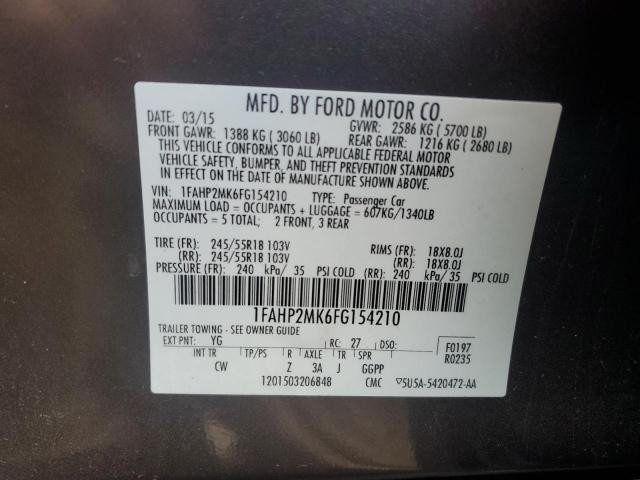 MFD. BY FORD MOTOR CO.
DATE: 03/15 GVWR: 2586 KG ( 5700 LB)
FRONT GAWR: 1388 KG ( 3060 LB) REAR GAWR: 1216 KG ( 2680 LB)
THIS VEHICLE CONFORMS TO ALL APPLICABLE FEDERAL MOTOR
VEHICLE SAFETY, BUMPER, AND THEFT PREVENTION STANDARDS
IN EFFECT ON THE DATE OF MANUFACTURE SHOWN ABOVE.
VIN: 1FAHP2MK6FG154210 TYPE: Passenger Car
MAXIMUM LOAD = OCCUPANTS + LUGGAGE = 607KG/1340LB
OCCUPANTS = 5 TOTAL; 2 FRONT, 3 REAR
TIRE (FR): 245/55R18 103V RIMS (FR): 18X8.0J
(RR): 245/55R18 103V (RR): 18X8.0J
PRESSURE (FR): 240 kPa/ 35 PSI COLD (RR): 240 kPa/ 35 PSI COLD
1FAHP2MK6FG154210
TRAILER TOWING - SEE OWNER GUIDE
EXT PNT: YG RC: 27 DSO: F0197
R0235
INT TR TP/PS R AXLE TR SPR
CW Z 3A J GGPP
1201503206848 CMC ▽5U5A-5420472-AA